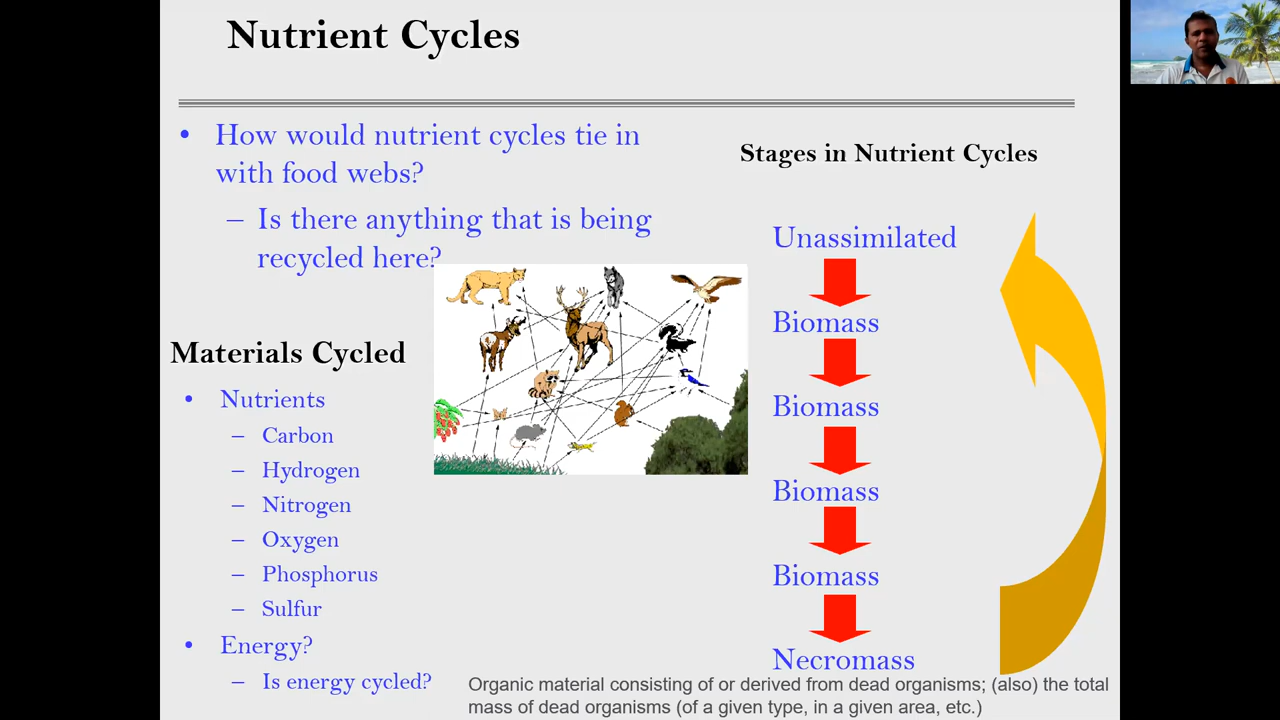 Nutrient Cycles
• How would nutrient cycles tie in
with food webs?
– Is there anything that is being
recycled here?
Materials Cycled
• Nutrients
– Carbon
– Hydrogen
– Nitrogen
– Oxygen
– Phosphorus
– Sulfur
• Energy?
– Is energy cycled?
Stages in Nutrient Cycles
Unassimilated
Biomass
Biomass
Biomass
Biomass
Necromass
Organic material consisting of or derived from dead organisms; (also) the total
mass of dead organisms (of a given type, in a given area, etc.)